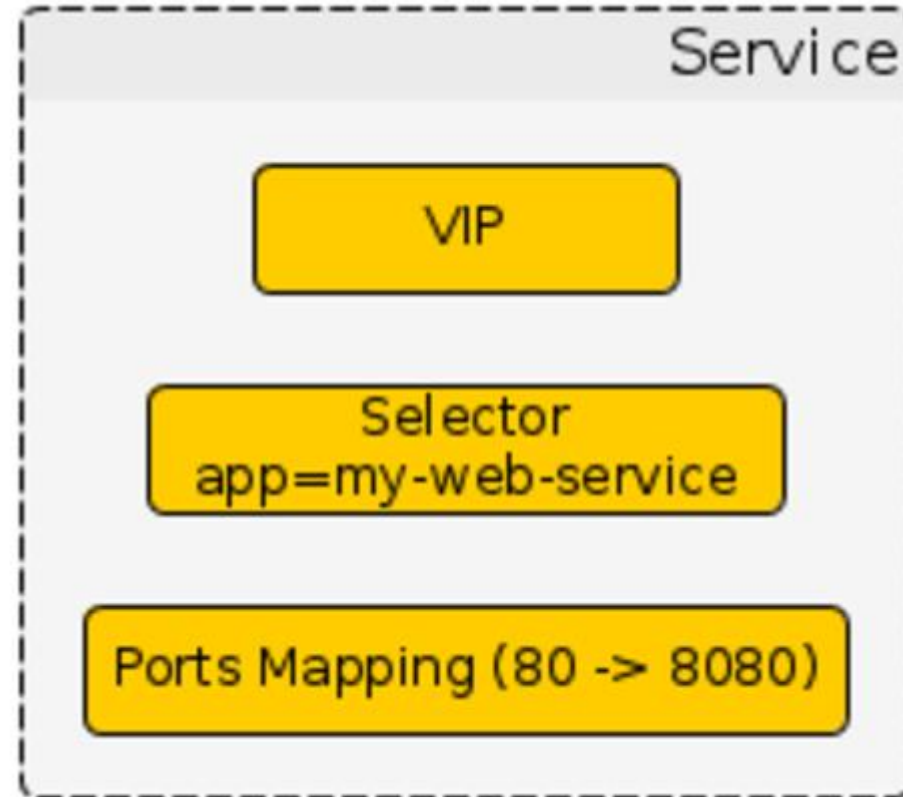 Service
VIP
Selector
app=my-web-service
Ports Mapping (80 -> 8080)